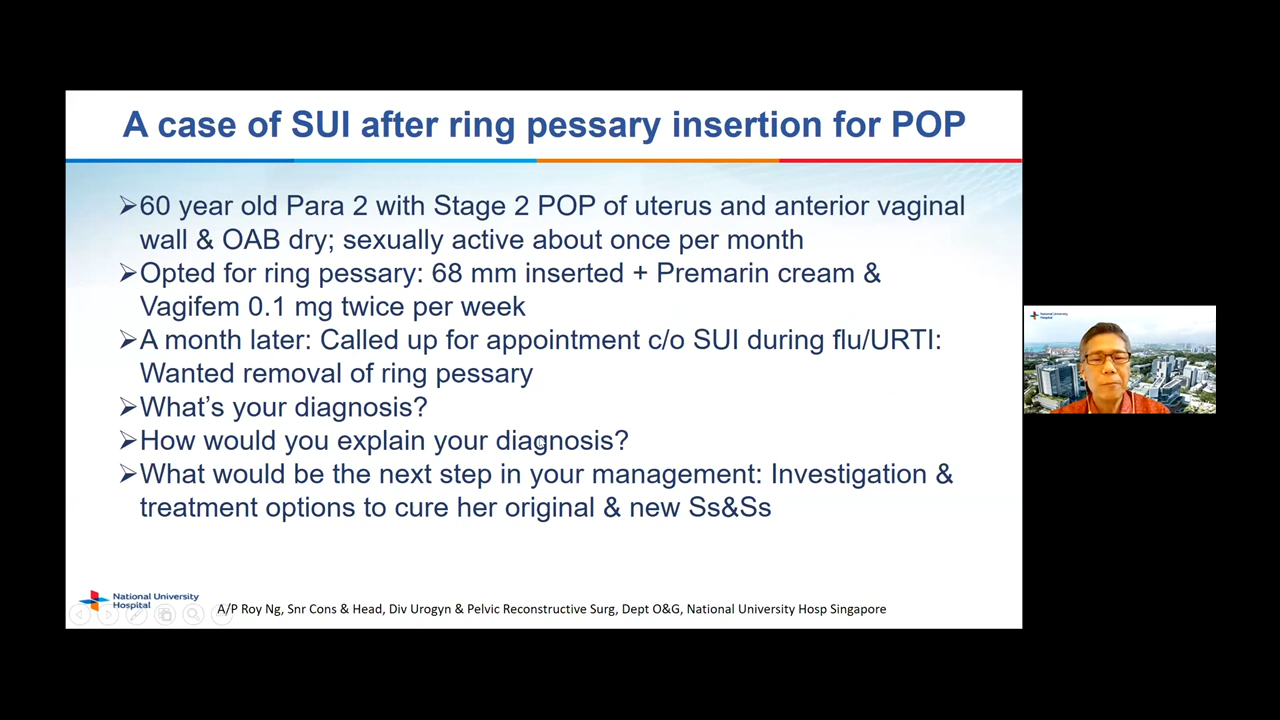 A case of SUI after ring pessary insertion for POP
➢60 year old Para 2 with Stage 2 POP of uterus and anterior vaginal
wall & OAB dry; sexually active about once per month
➢Opted for ring pessary: 68 mm inserted + Premarin cream &
Vagifem 0.1 mg twice per week
➢A month later: Called up for appointment c/o SUI during flu/URTI:
Wanted removal of ring pessary
➢What’s your diagnosis?
➢How would you explain your diagnosis?
➢What would be the next step in your management: Investigation &
treatment options to cure her original & new Ss&Ss
National University
Hospital
A/P Roy Ng, Snr Cons & Head, Div Urogyn & Pelvic Reconstructive Surg, Dept O&G, National University Hosp Singapore
National University
Hospital